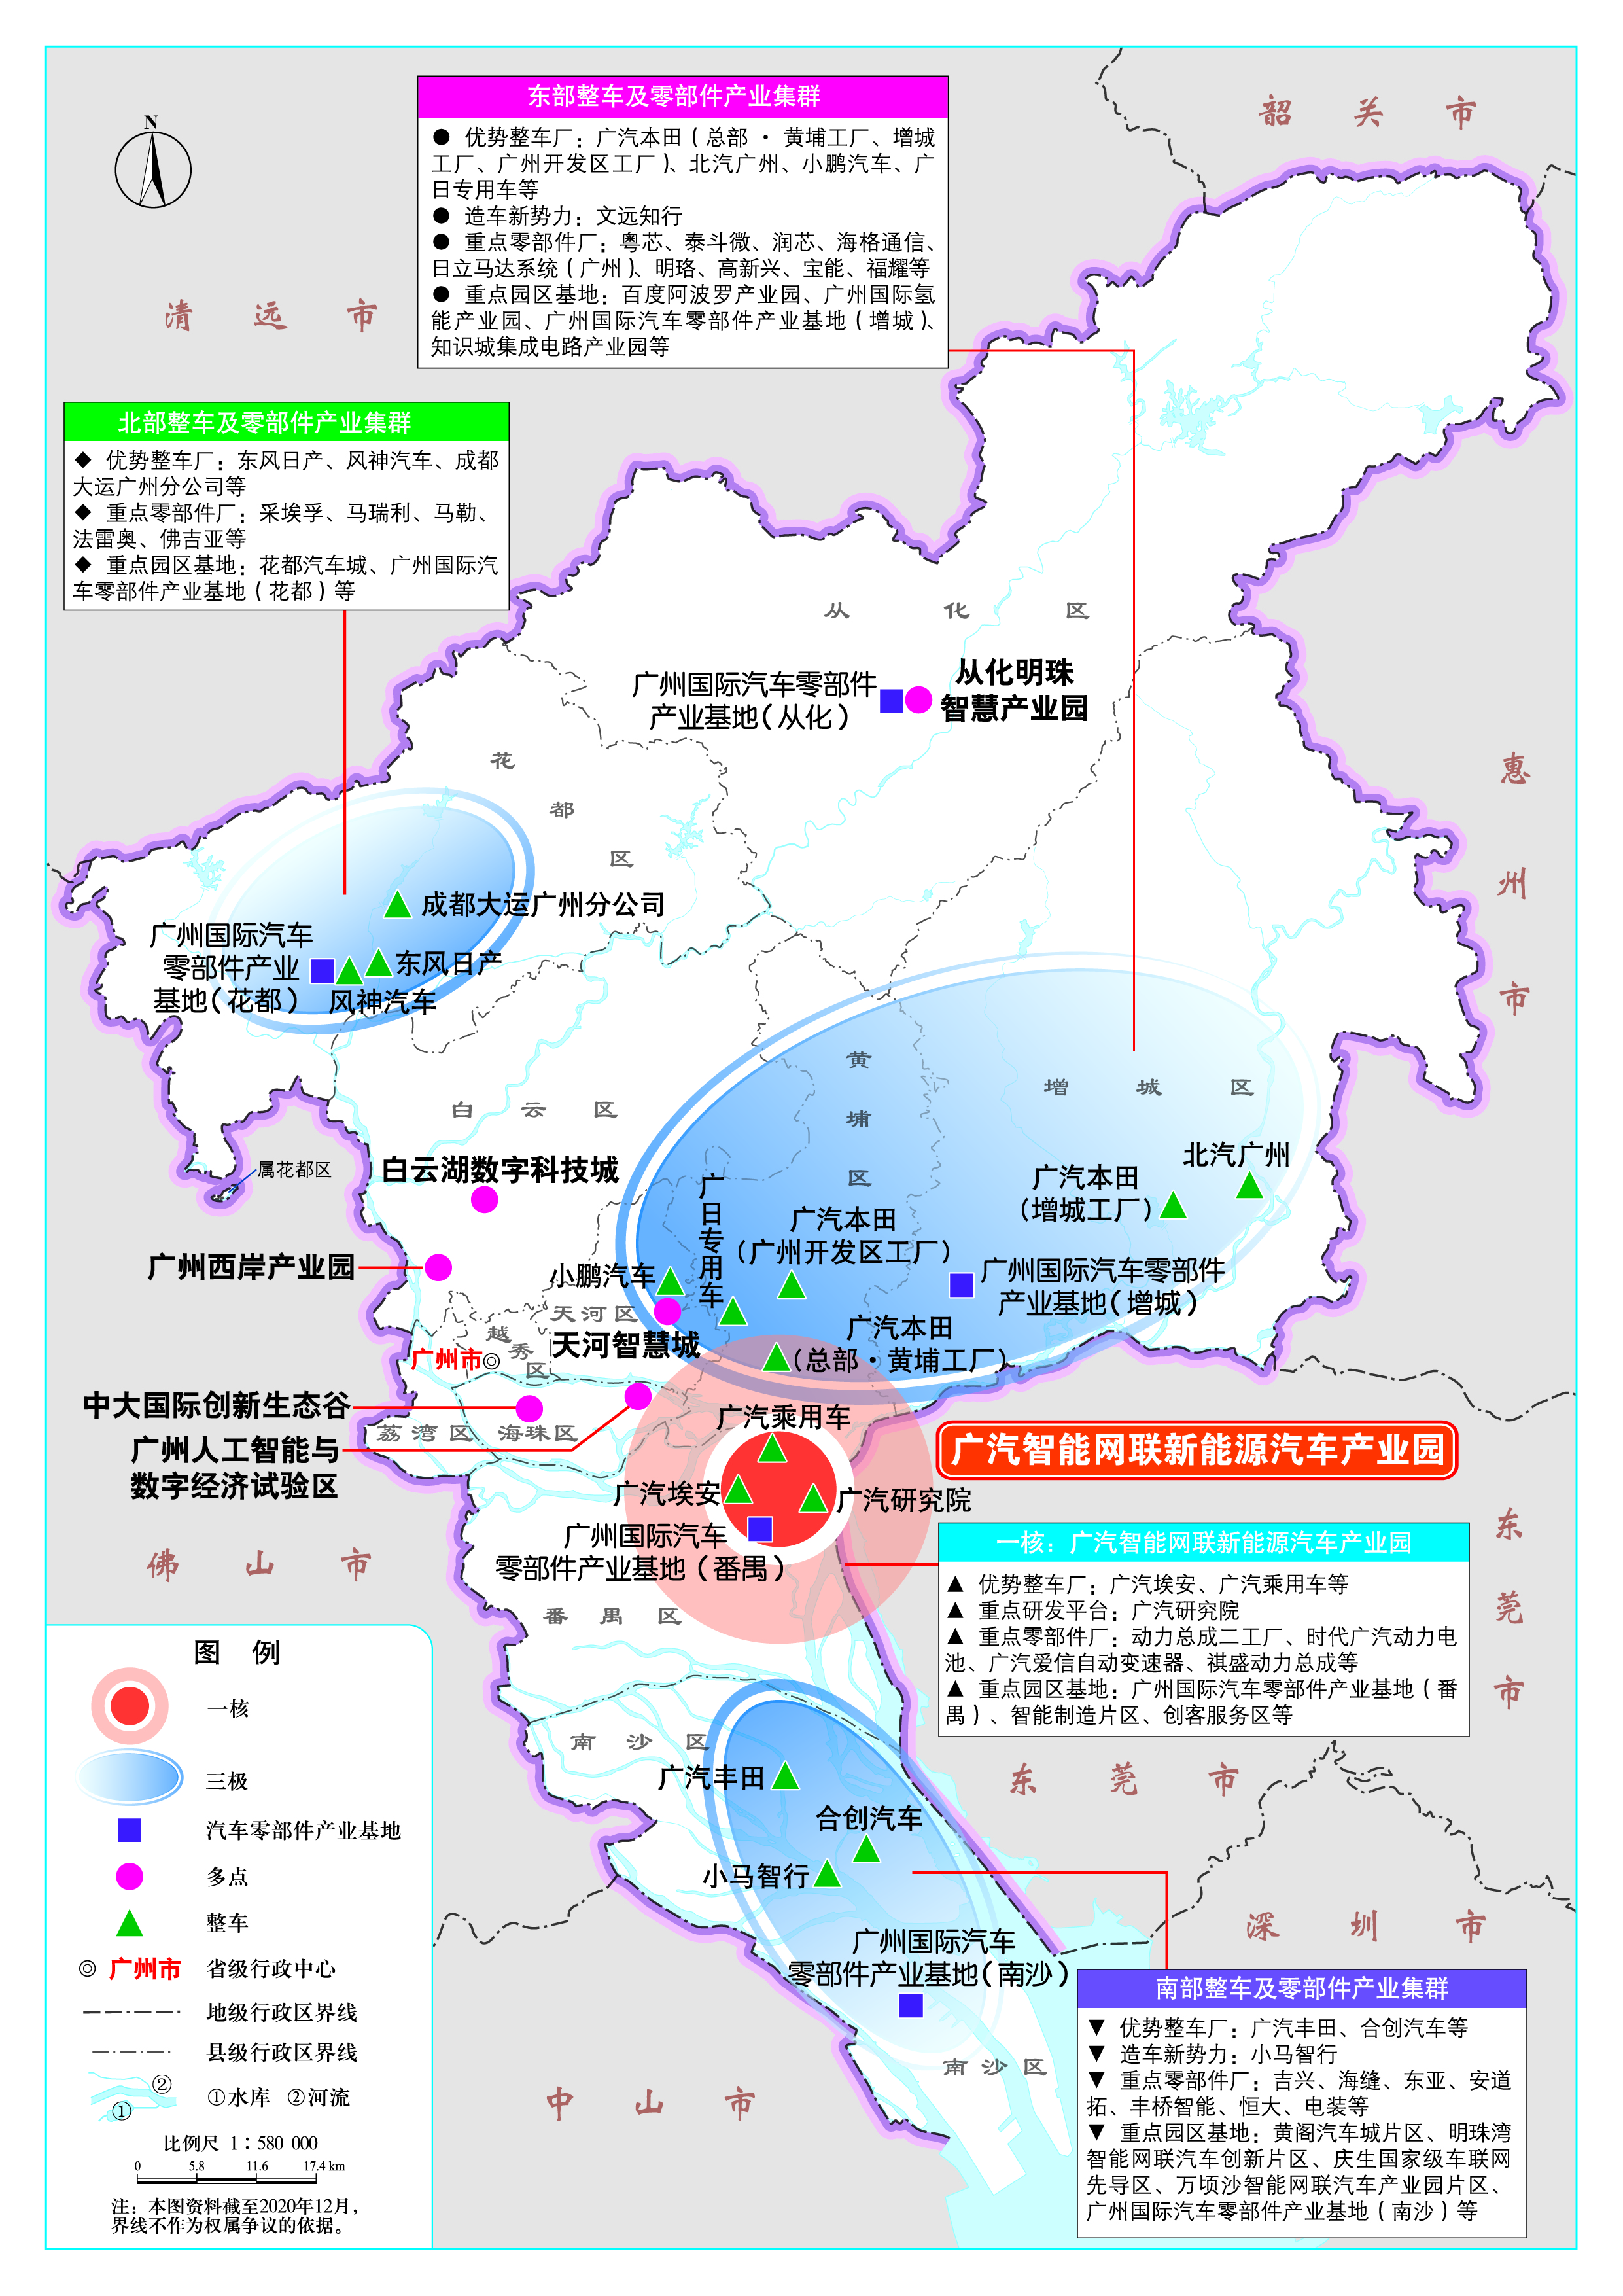 东部整车及零部件产业集群
● 优势整车厂：广汽本田（总部 · 黄埔工厂、增城
工厂、广州开发区工厂）、北汽广州、小鹏汽车、广
日专用车等
● 造车新势力：文远知行
● 重点零部件厂：粤芯、泰斗微、润芯、海格通信、
日立马达系统（广州）、明珞、高新兴、宝能、福耀等
● 重点园区基地：百度阿波罗产业园、广州国际氢
能产业园、广州国际汽车零部件产业基地（增城）、
知识城集成电路产业园等
韶 关 市
N
清 远 市
北部整车及零部件产业集群
◆ 优势整车厂：东风日产、风神汽车、成都
大运广州分公司等
◆ 重点零部件厂：采埃孚、马瑞利、马勒、
法雷奥、佛吉亚等
◆ 重点园区基地：花都汽车城、广州国际汽
车零部件产业基地（花都）等
从 化 区
广州国际汽车零部件
产业基地（从化）
从化明珠
智慧产业园
花 都 区
惠 州 市
成都大运广州分公司
广州国际汽车
零部件产业
基地（花都）
东风日产
风神汽车
黄 埔 区
增 城 区
白 云 区
属花都区
白云湖数字科技城
北汽广州
广汽本田
（增城工厂）
广日专用车
广汽本田
（广州开发区工厂）
广州西岸产业园
小鹏汽车
广州国际汽车零部件
产业基地（增城）
天河区
天河智慧城
越秀区
广州市
广汽本田
（总部·黄埔工厂）
中大国际创新生态谷
荔湾区
海珠区
广州人工智能与
数字经济试验区
广汽乘用车
广汽智能网联新能源汽车产业园
广汽埃安
广汽研究院
广州国际汽车
零部件产业基地（番禺）
佛 山 市
东 莞 市
一核：广汽智能网联新能源汽车产业园
▲ 优势整车厂：广汽埃安、广汽乘用车等
▲ 重点研发平台：广汽研究院
▲ 重点零部件厂：动力总成二工厂、时代广汽动力电
池、广汽爱信自动变速器、祺盛动力总成等
▲ 重点园区基地：广州国际汽车零部件产业基地（番
禺）、智能制造片区、创客服务区等
番 禺 区
南 沙 区
广汽丰田
东 莞 市
合创汽车
小马智行
深 圳 市
广州国际汽车
零部件产业基地（南沙）
南沙区
中 山 市
南部整车及零部件产业集群
▼ 优势整车厂：广汽丰田、合创汽车等
▼ 造车新势力：小马智行
▼ 重点零部件厂：吉兴、海缝、东亚、安道
拓、丰桥智能、恒大、电装等
▼ 重点园区基地：黄阁汽车城片区、明珠湾
智能网联汽车创新片区、庆生国家级车联网
先导区、万顷沙智能网联汽车产业园片区、
广州国际汽车零部件产业基地（南沙）等
图 例
一核
三极
汽车零部件产业基地
多点
整车
◎ 广州市 省级行政中心
地级行政区界线
县级行政区界线
② ① ①水库 ②河流
比例尺 1：580 000
0 5.8 11.6 17.4 km
注：本图资料截至2020年12月，
界线不作为权属争议的依据。